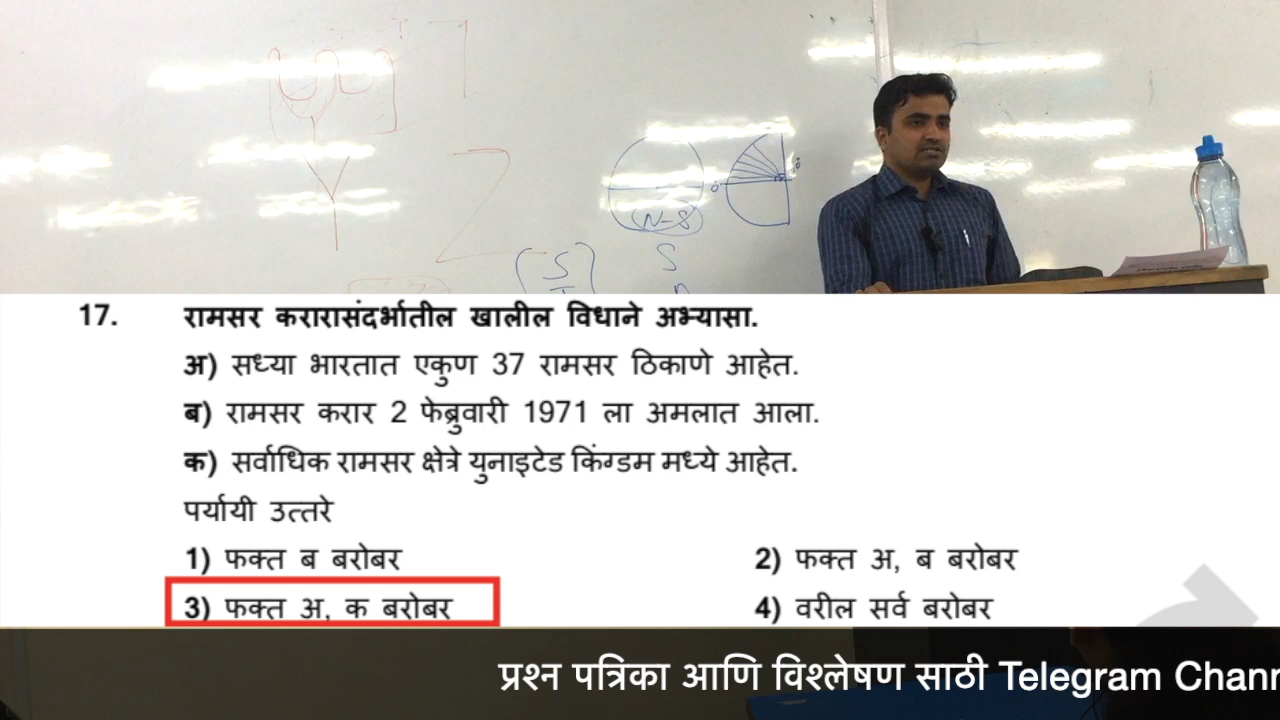 (N-8)
S
S
17. रामसर करारासंदर्भातील खालील विधाने अभ्यासा.
अ) सध्या भारतात एकुण 37 रामसर ठिकाणे आहेत.
ब) रामसर करार 2 फेब्रुवारी 1971 ला अमलात आला.
क) सर्वाधिक रामसर क्षेत्रे युनाइटेड किंग्डम मध्ये आहेत.
पर्यायी उत्तरे
1) फक्त ब बरोबर 2) फक्त अ, ब बरोबर
3) फक्त अ, क बरोबर 4) वरील सर्व बरोबर
प्रश्न पत्रिका आणि विश्लेषण साठी Telegram Chann